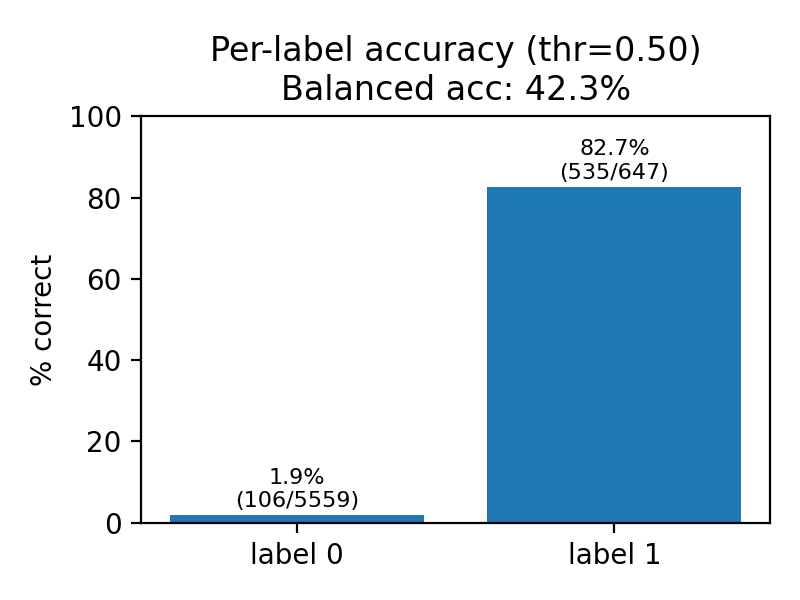 Per-label accuracy (thr=0.50)
Balanced acc: 42.3%
% correct
100
80
60
40
20
0
1.9%
(106/5559)
82.7%
(535/647)
label 0
label 1